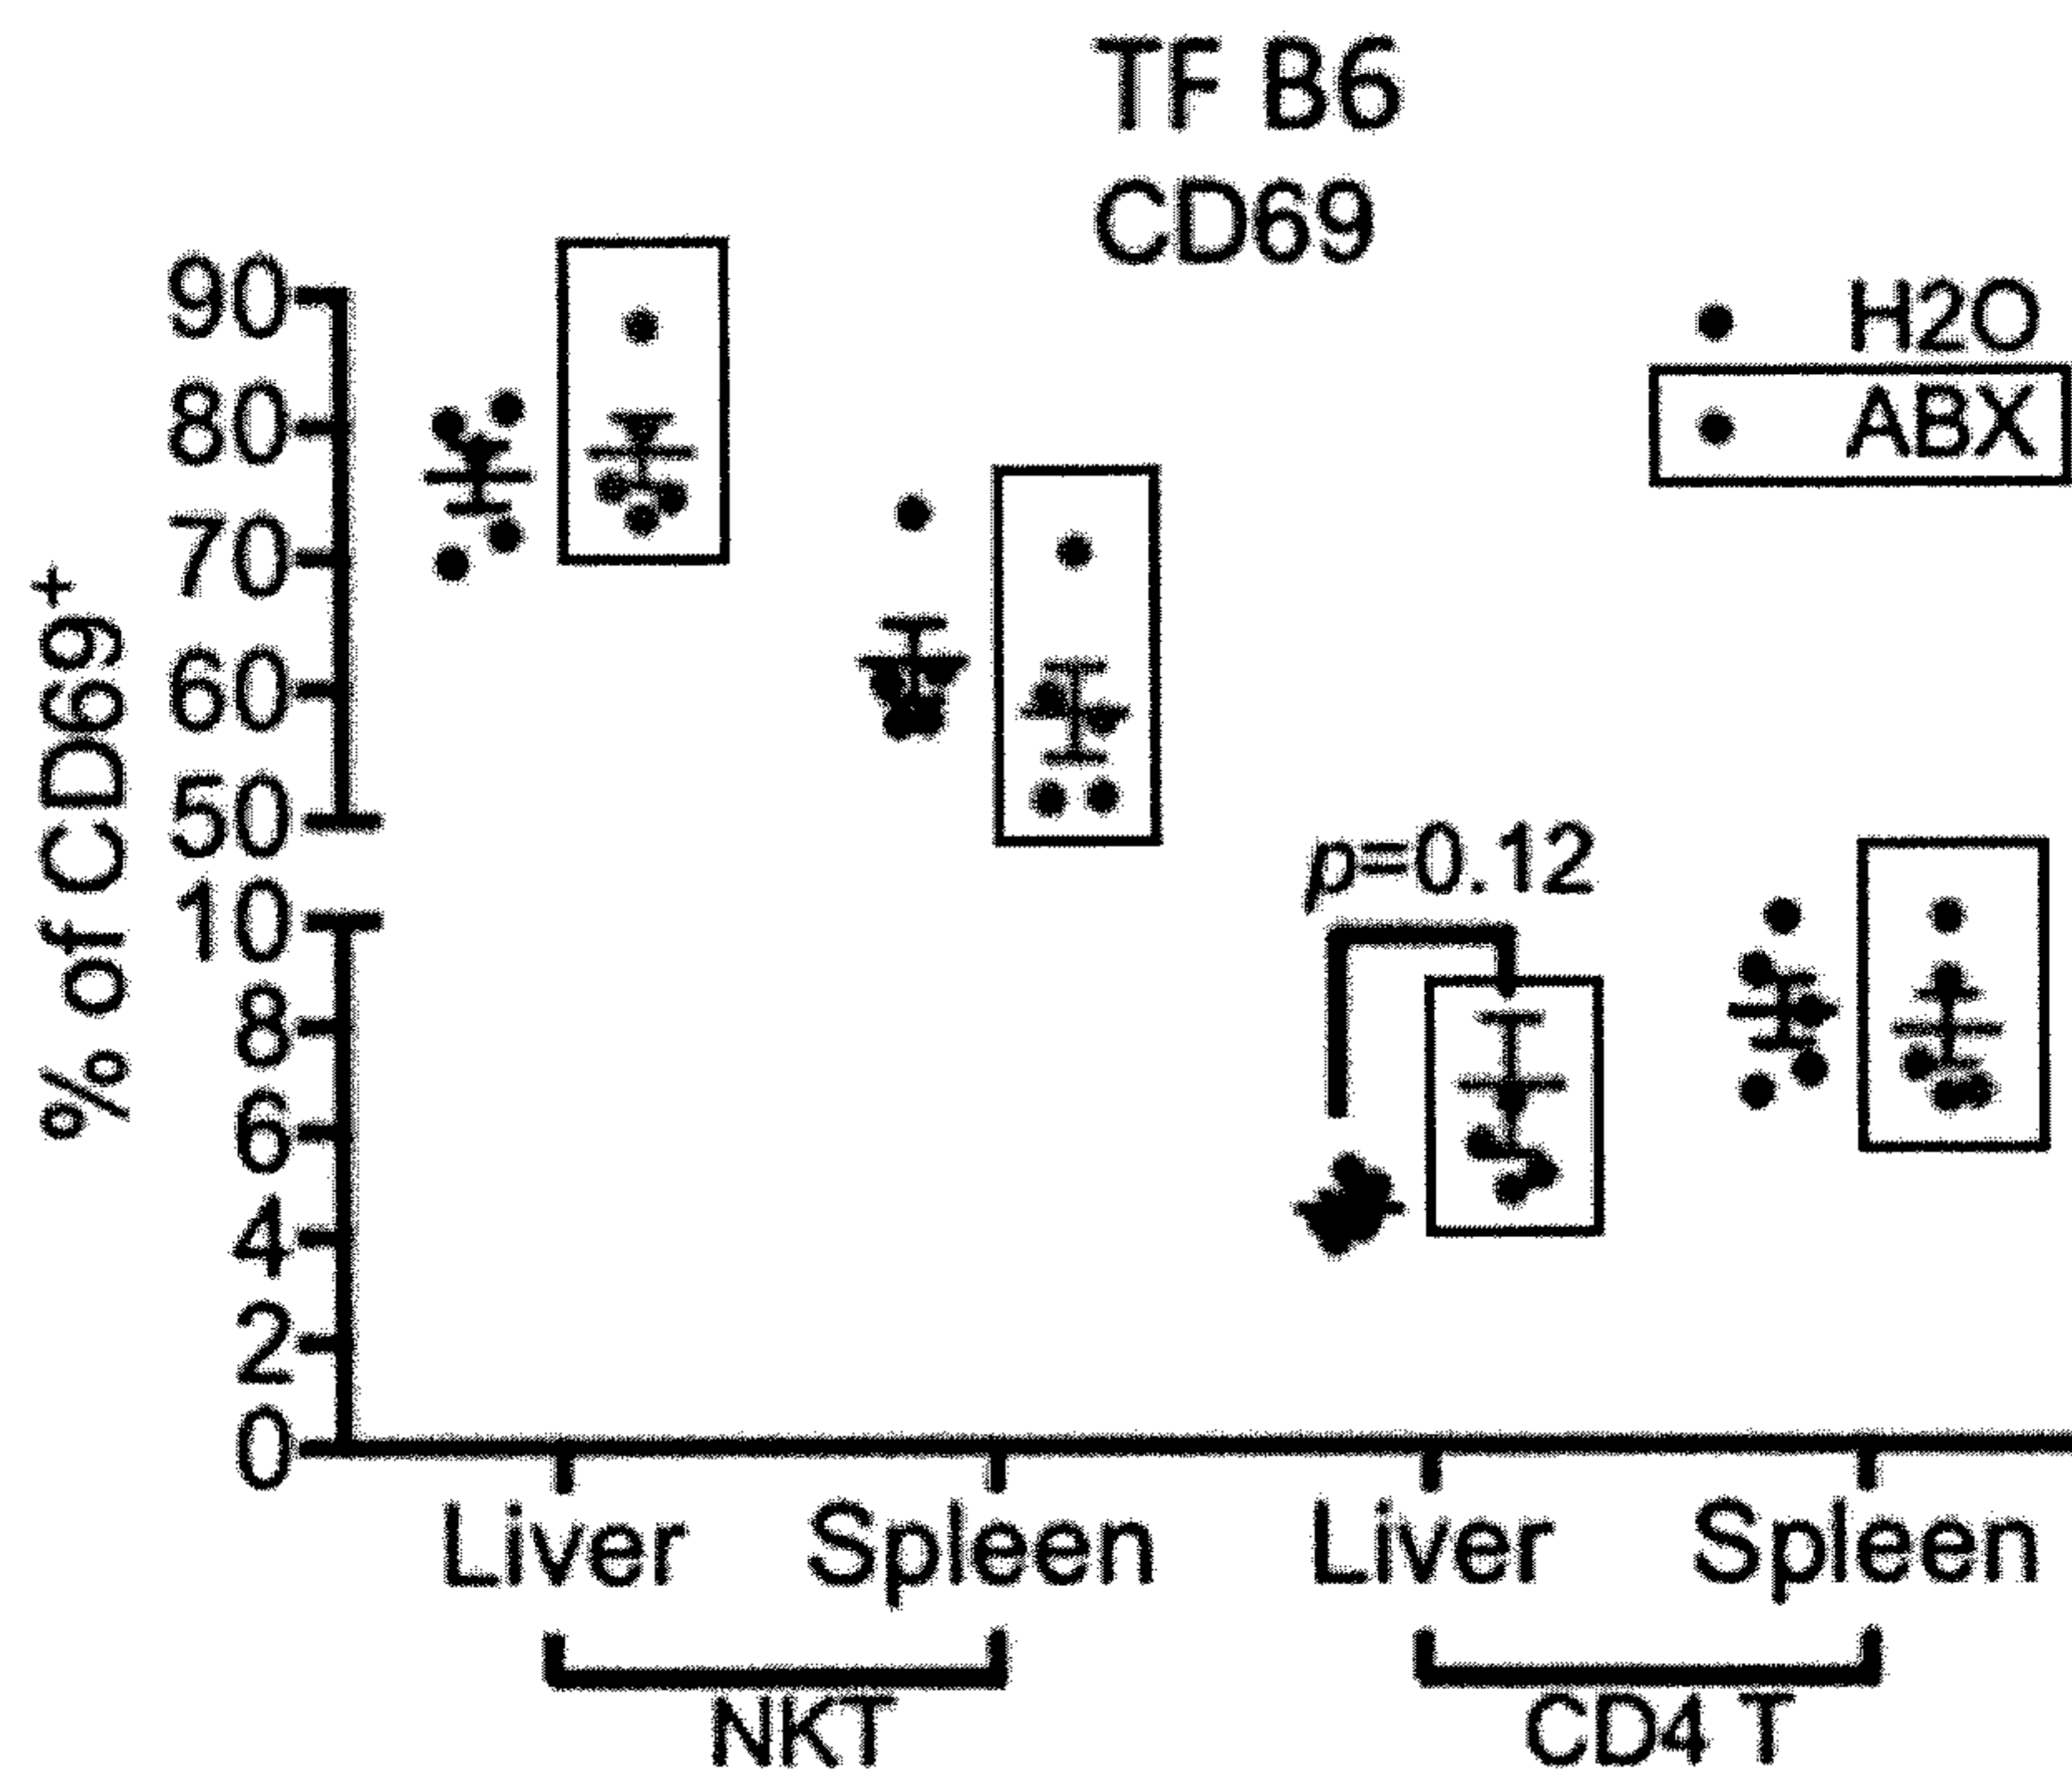 TF B6
CD69
H2O
ABX
% of CD69⁺
90
80
70
60
50
10
8
6
4
2
0
p=0.12
Liver Spleen Liver Spleen
NKT CD4 T